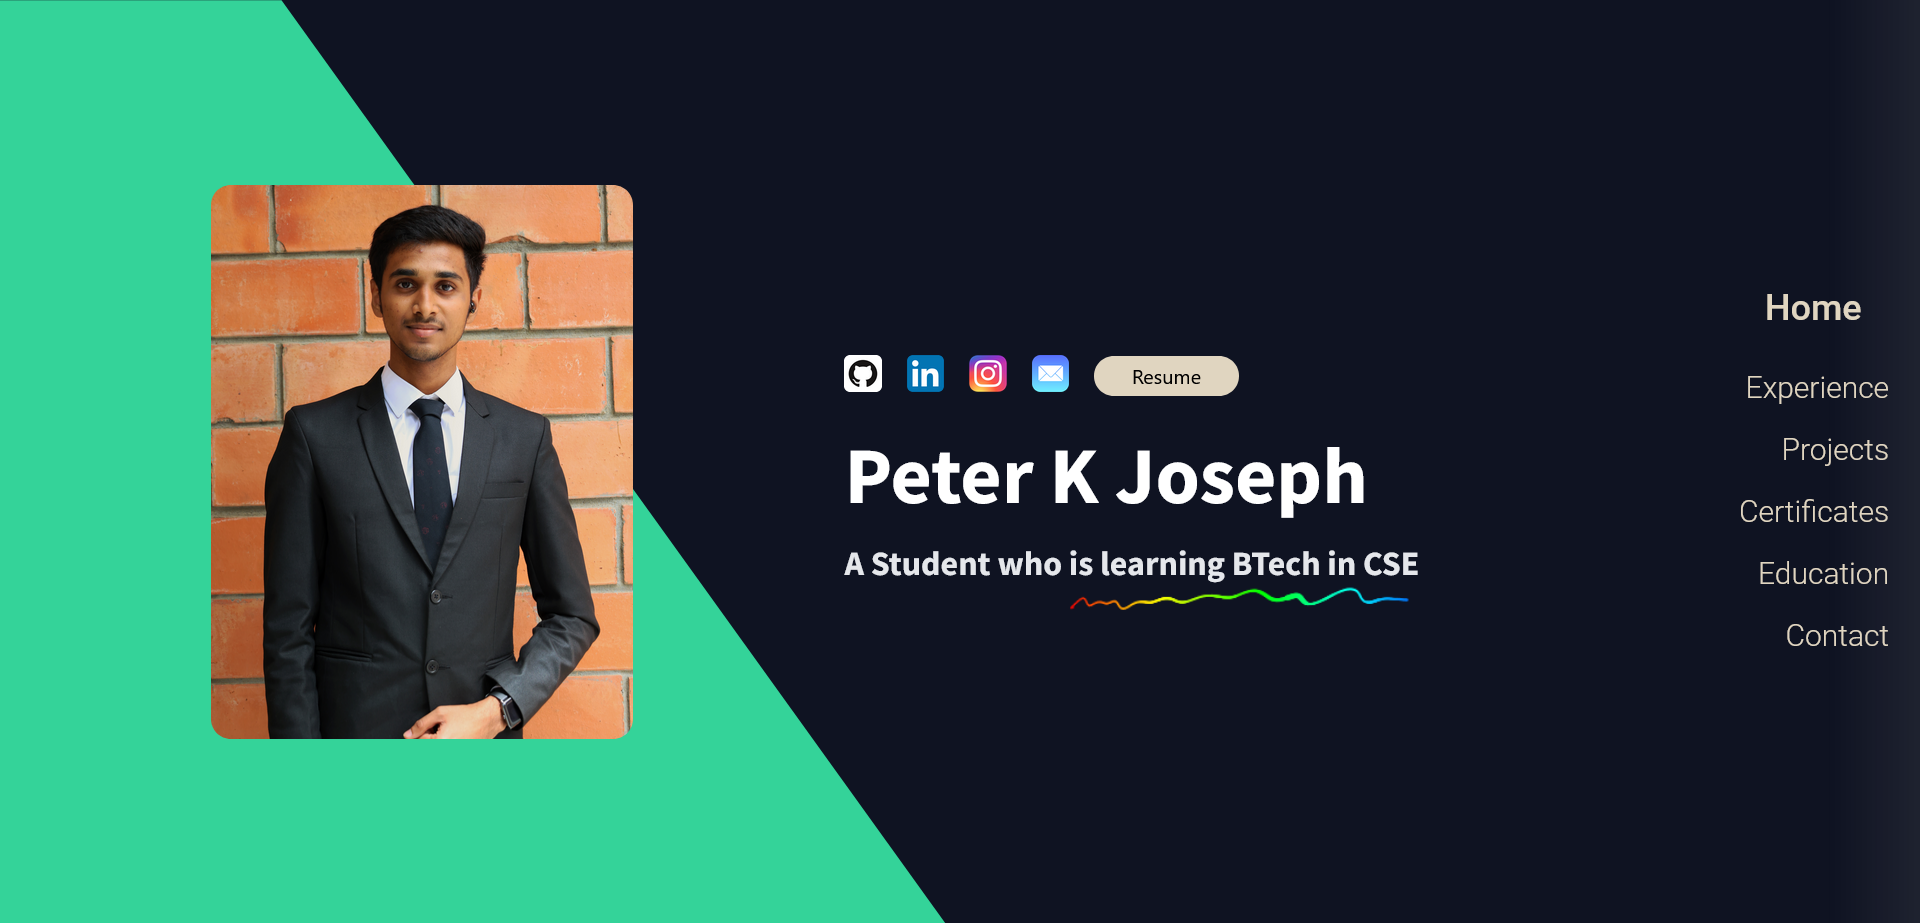 Resume
Peter K Joseph
A Student who is learning BTech in CSE
Home
Experience
Projects
Certificates
Education
Contact